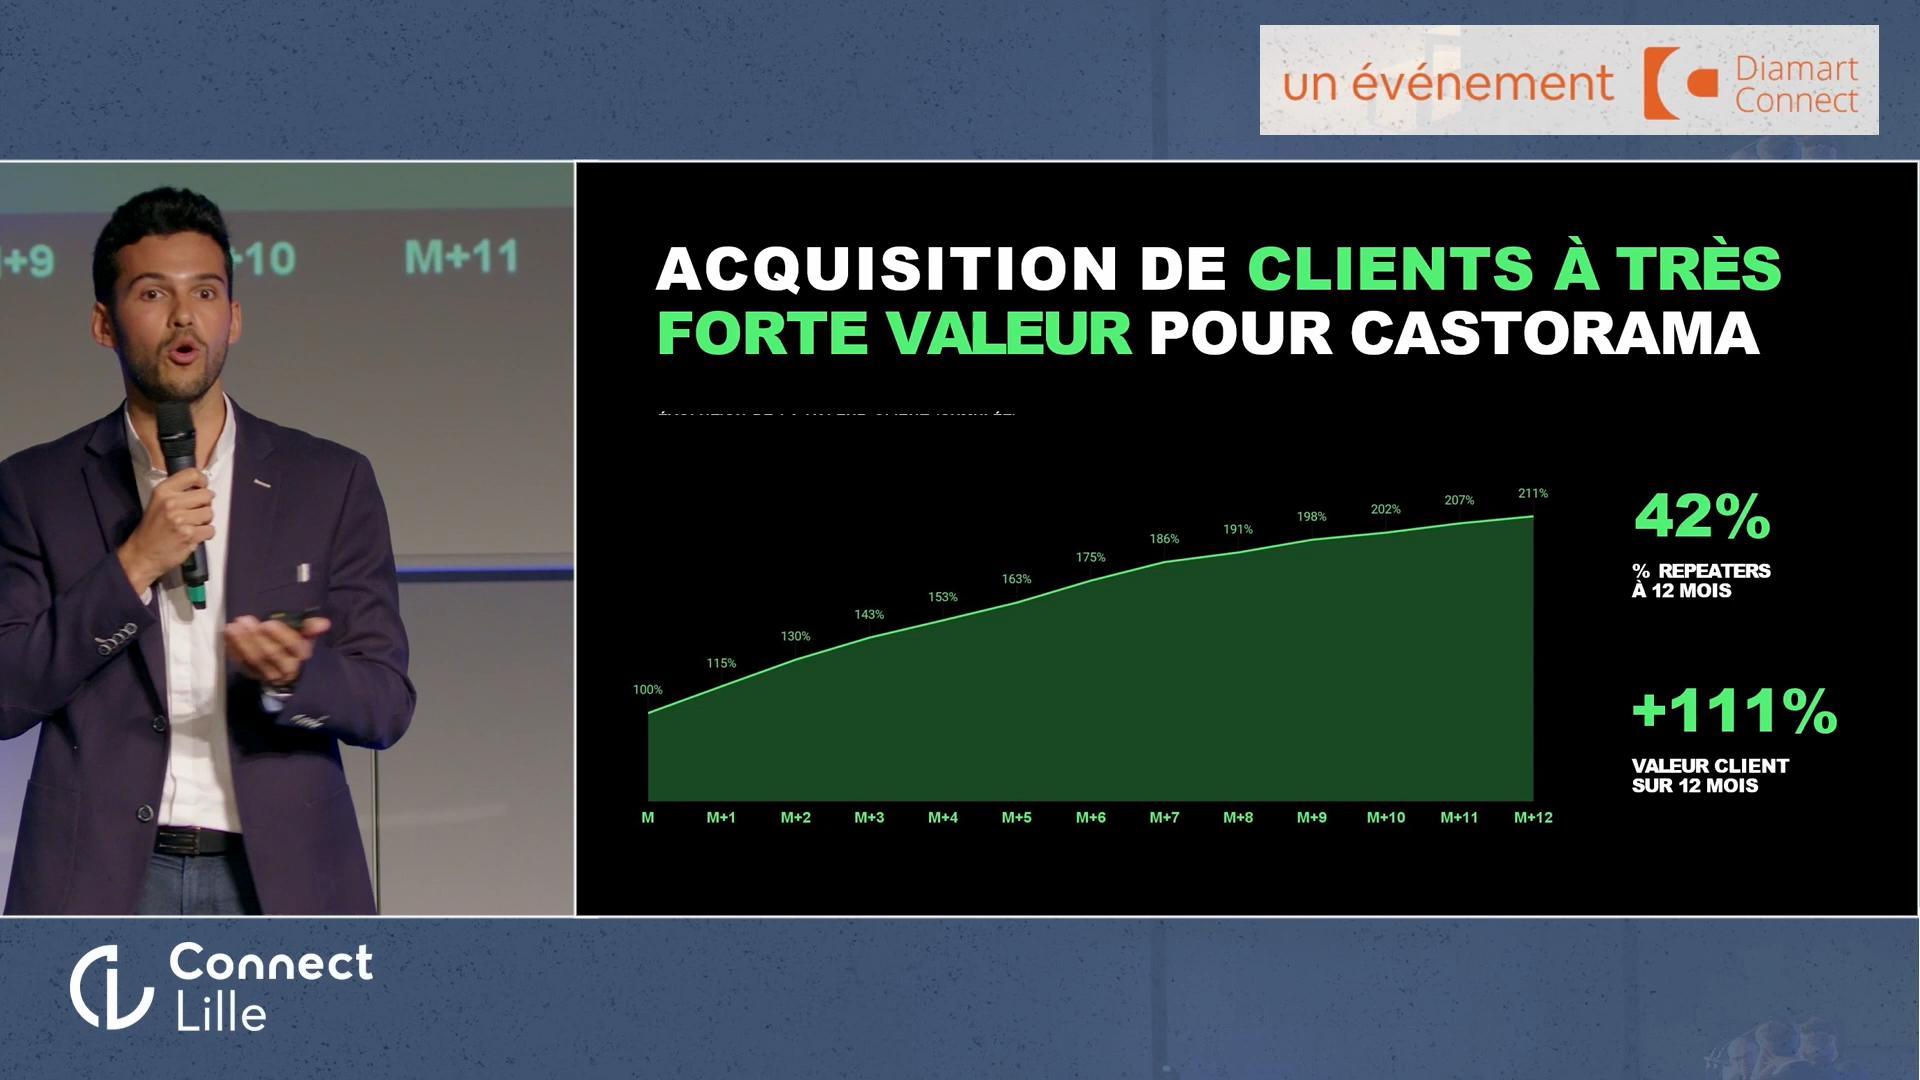 un événement
Diamart
Connect
M+11
ACQUISITION DE CLIENTS À TRÈS
FORTE VALEUR POUR CASTORAMA
211%
207%
202%
198%
191%
186%
175%
163%
153%
143%
130%
115%
100%
M M+1 M+2 M+3 M+4 M+5 M+6 M+7 M+8 M+9 M+10 M+11 M+12
42%
% REPEATERS
À 12 MOIS
+111%
VALEUR CLIENT
SUR 12 MOIS
Connect
Lille